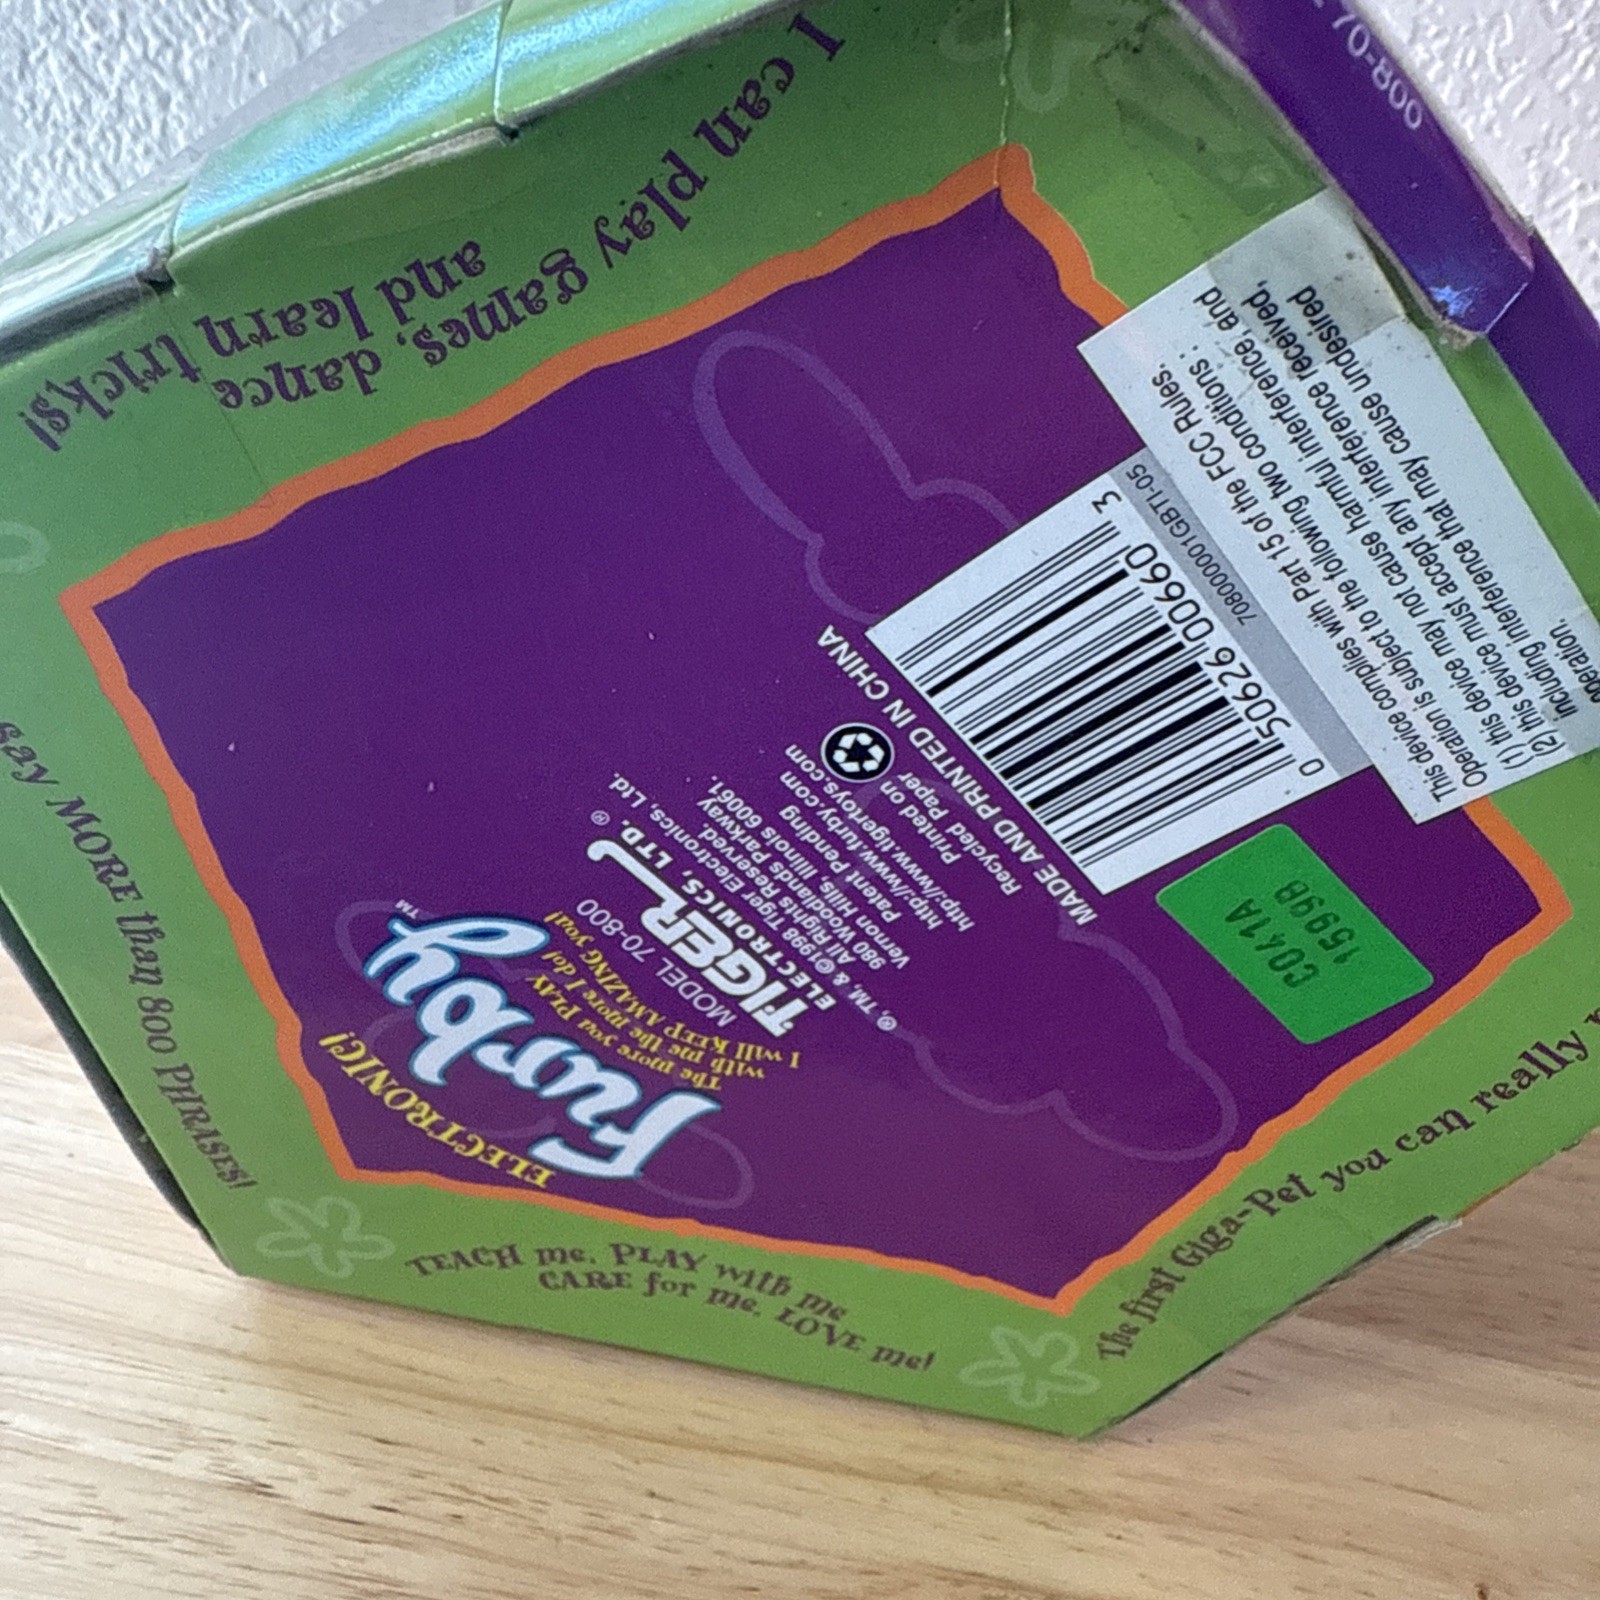 I can play games, dance
and learn tricks!
70-800
say MORE than 800 PHRASES!
ELECTRONIC!
Furby™
The more you PLAY
with me the more I do!
I will KEEP AMAZING you!
MODEL 70-800
TIGER®
ELECTRONICS, LTD.
®, TM, & ©1998 Tiger Electronics, Ltd.
All Rights Reserved.
980 Woodlands Parkway
Vernon Hills, Illinois 60061.
Patent Pending
http://www.furby.com
http://www.tigertoys.com
Printed on
Recycled Paper
MADE AND PRINTED IN CHINA
3 50626 00660 0
7080000001GBTI-05
This device complies with Part 15 of the FCC Rules.
Operation is subject to the following two conditions :
(1) this device may not cause harmful interference, and
(2) this device must accept any interference received,
including interference that may cause undesired
operation.
C041A
1599B
TEACH me, PLAY with me
CARE for me, LOVE me!
The first Giga-Pet you can really